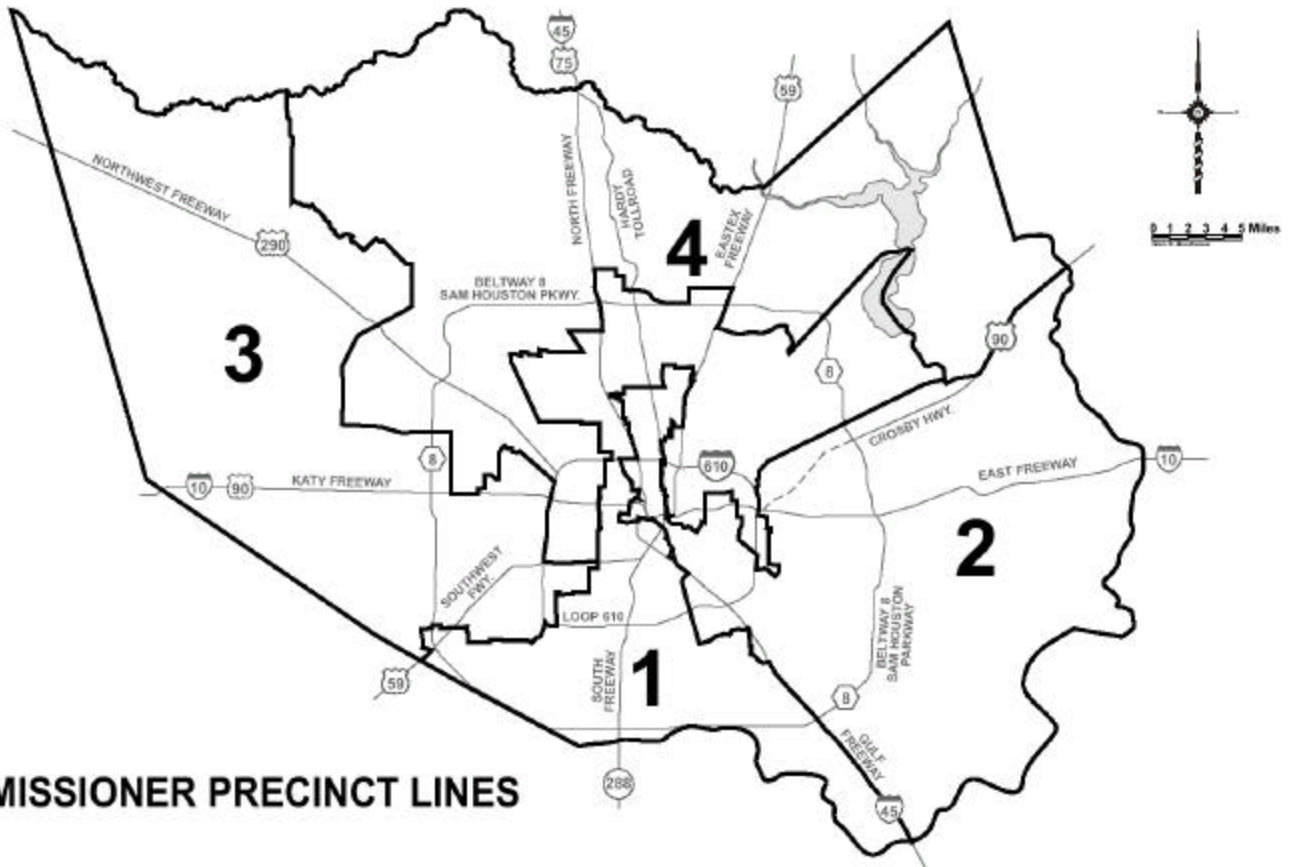 45
75
59
NORTHWEST FREEWAY
NORTH FREEWAY
HARDY
TOLLROAD
EASTEX
FREEWAY
0 1 2 3 4 5 Miles
290
4
BELTWAY 8
SAM HOUSTON PKWY.
3
90
8
CROSBY HWY.
8
610
10
90
KATY FREEWAY
EAST FREEWAY
10
2
SOUTHWEST
FWY.
LOOP 610
BELTWAY 8
SAM HOUSTON
PARKWAY
59
1
SOUTH
FREEWAY
8
GULF
FREEWAY
288
MISSIONER PRECINCT LINES
45